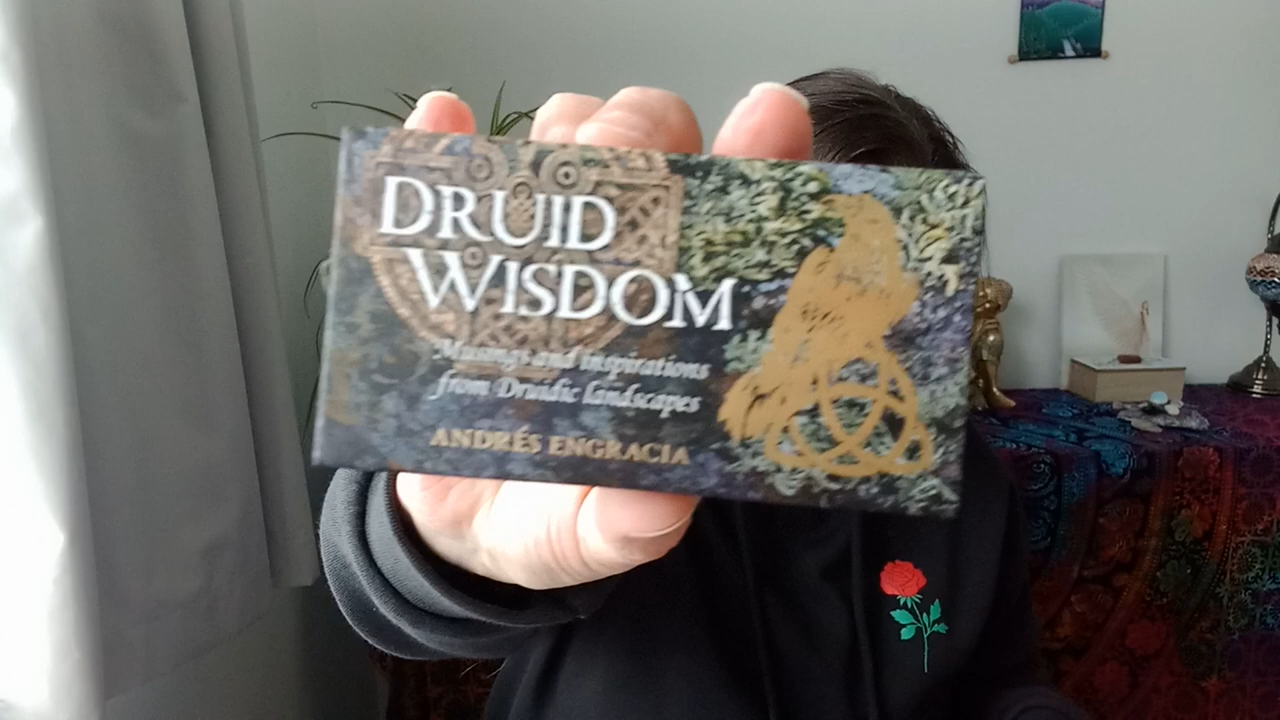 DRUID
WISDOM
Musings and inspirations
from Druidic landscapes
ANDRÉS ENGRACIA